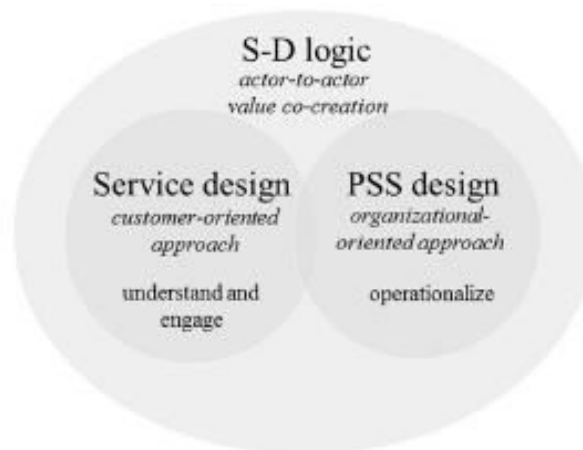 S-D logic
actor-to-actor
value co-creation
Service design
customer-oriented
approach
understand and
engage
PSS design
organizational-
oriented approach
operationalize